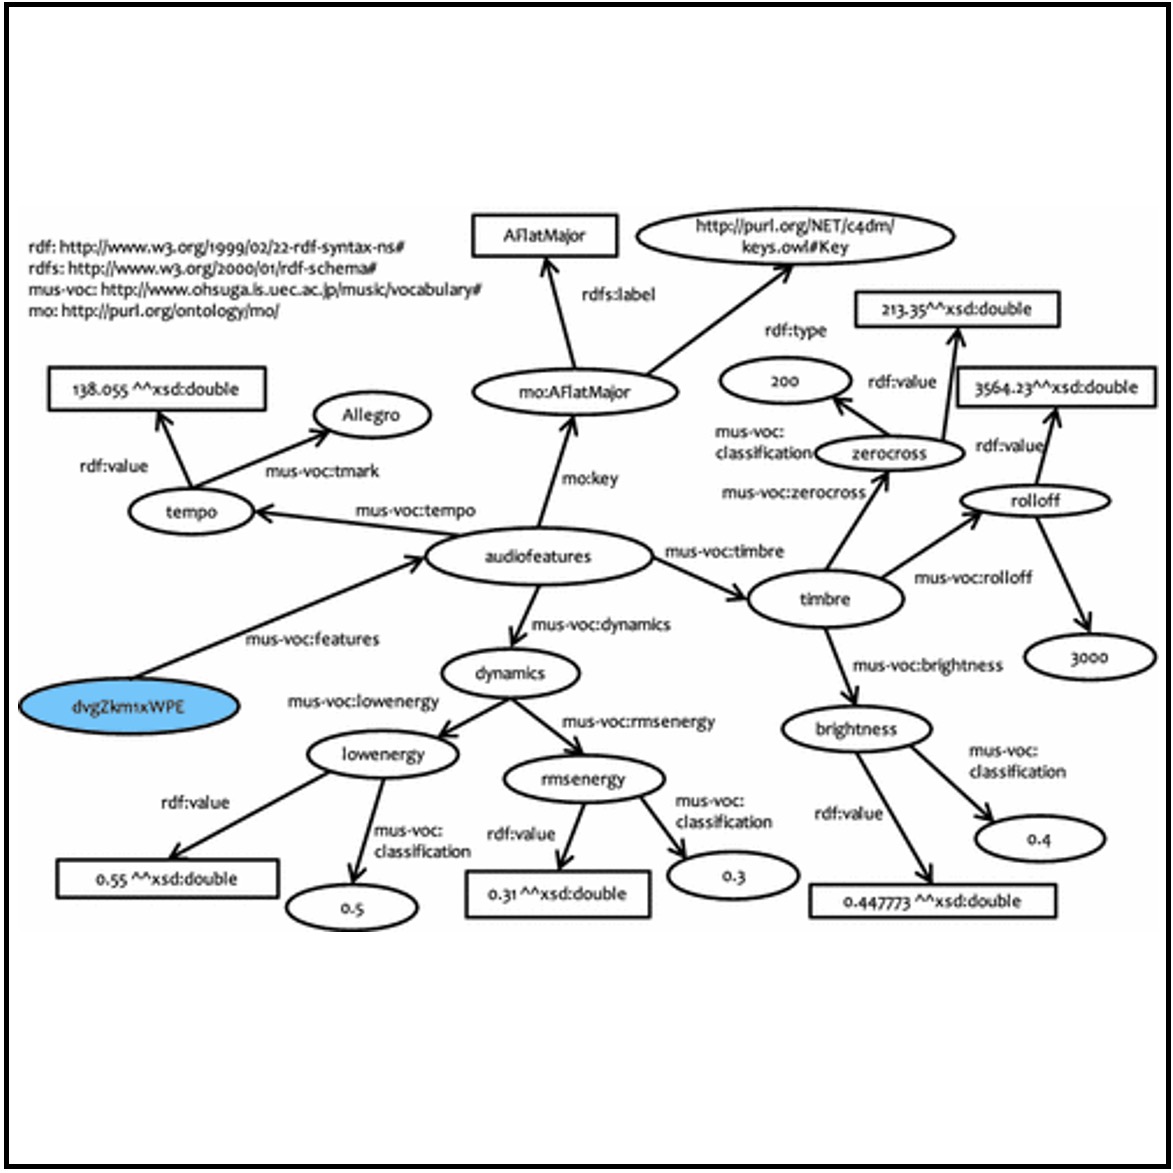 AFlatMajor
http://purl.org/NET/c4dm/
keys.owl#Key
rdf: http://www.w3.org/1999/02/22-rdf-syntax-ns#
rdfs: http://www.w3.org/2000/01/rdf-schema#
mus-voc: http://www.ohsuga.is.uec.ac.jp/music/vocabulary#
mo: http://purl.org/ontology/mo/
rdfs:label
213.35^^xsd:double
rdf:type
138.055 ^^xsd:double
Allegro
mo:AFlatMajor
200
rdf:value
3564.23^^xsd:double
rdf:value
mus-voc:tmark
mus-voc:
classification
zerocross
rdf:value
tempo
mus-voc:tempo
mo:key
mus-voc:zerocross
rolloff
audiofeatures
mus-voc:timbre
mus-voc:rolloff
timbre
mus-voc:features
mus-voc:dynamics
dynamics
mus-voc:brightness
3000
dvgZkm1xWPE
mus-voc:lowenergy
mus-voc:rmsenergy
brightness
lowenergy
rmsenergy
mus-voc:
classification
rdf:value
mus-voc:
classification
rdf:value
mus-voc:
classification
rdf:value
0.4
0.55 ^^xsd:double
0.5
0.31 ^^xsd:double
0.3
0.447773 ^^xsd:double